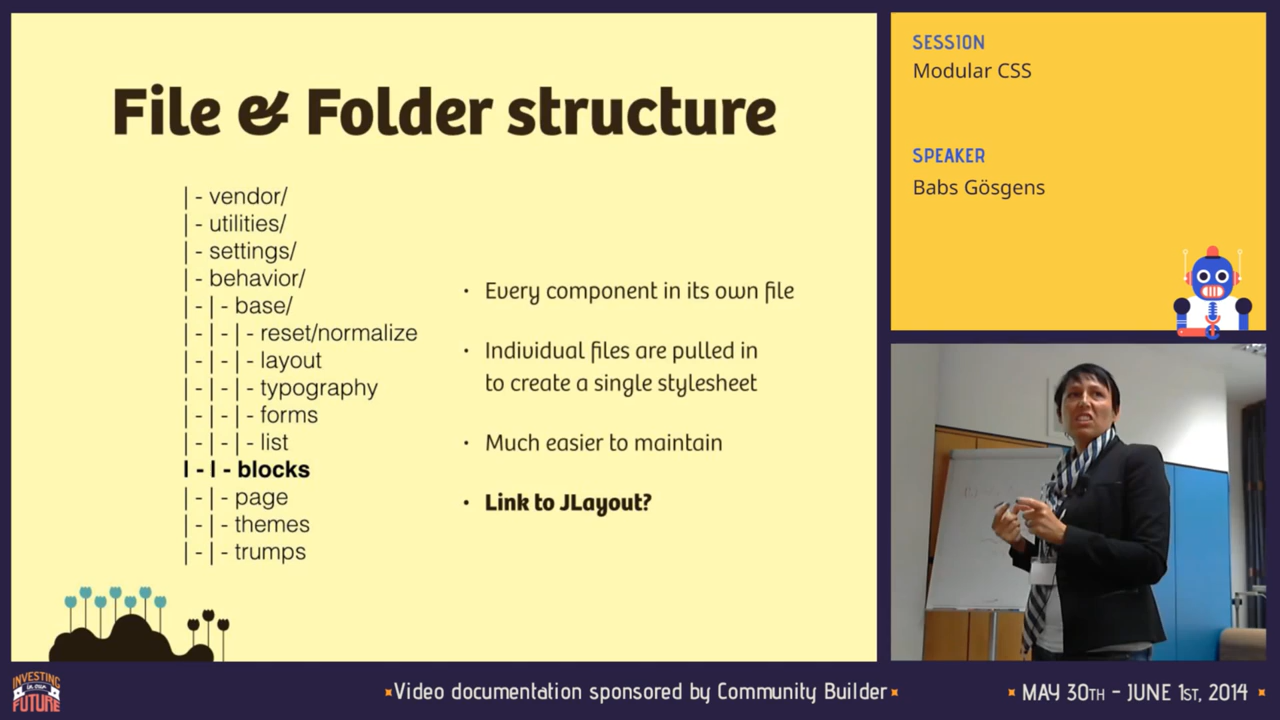 File & Folder structure
| - vendor/
| - utilities/
| - settings/
| - behavior/
| - | - base/
| - | - | - reset/normalize
| - | - | - layout
| - | - | - typography
| - | - | - forms
| - | - | - list
| - | - blocks
| - | - page
| - | - themes
| - | - trumps
• Every component in its own file
• Individual files are pulled in
to create a single stylesheet
• Much easier to maintain
• Link to JLayout?
SESSION
Modular CSS
SPEAKER
Babs Gösgens
INVESTING
in our
FUTURE
Video documentation sponsored by Community Builder
MAY 30TH - JUNE 1ST, 2014